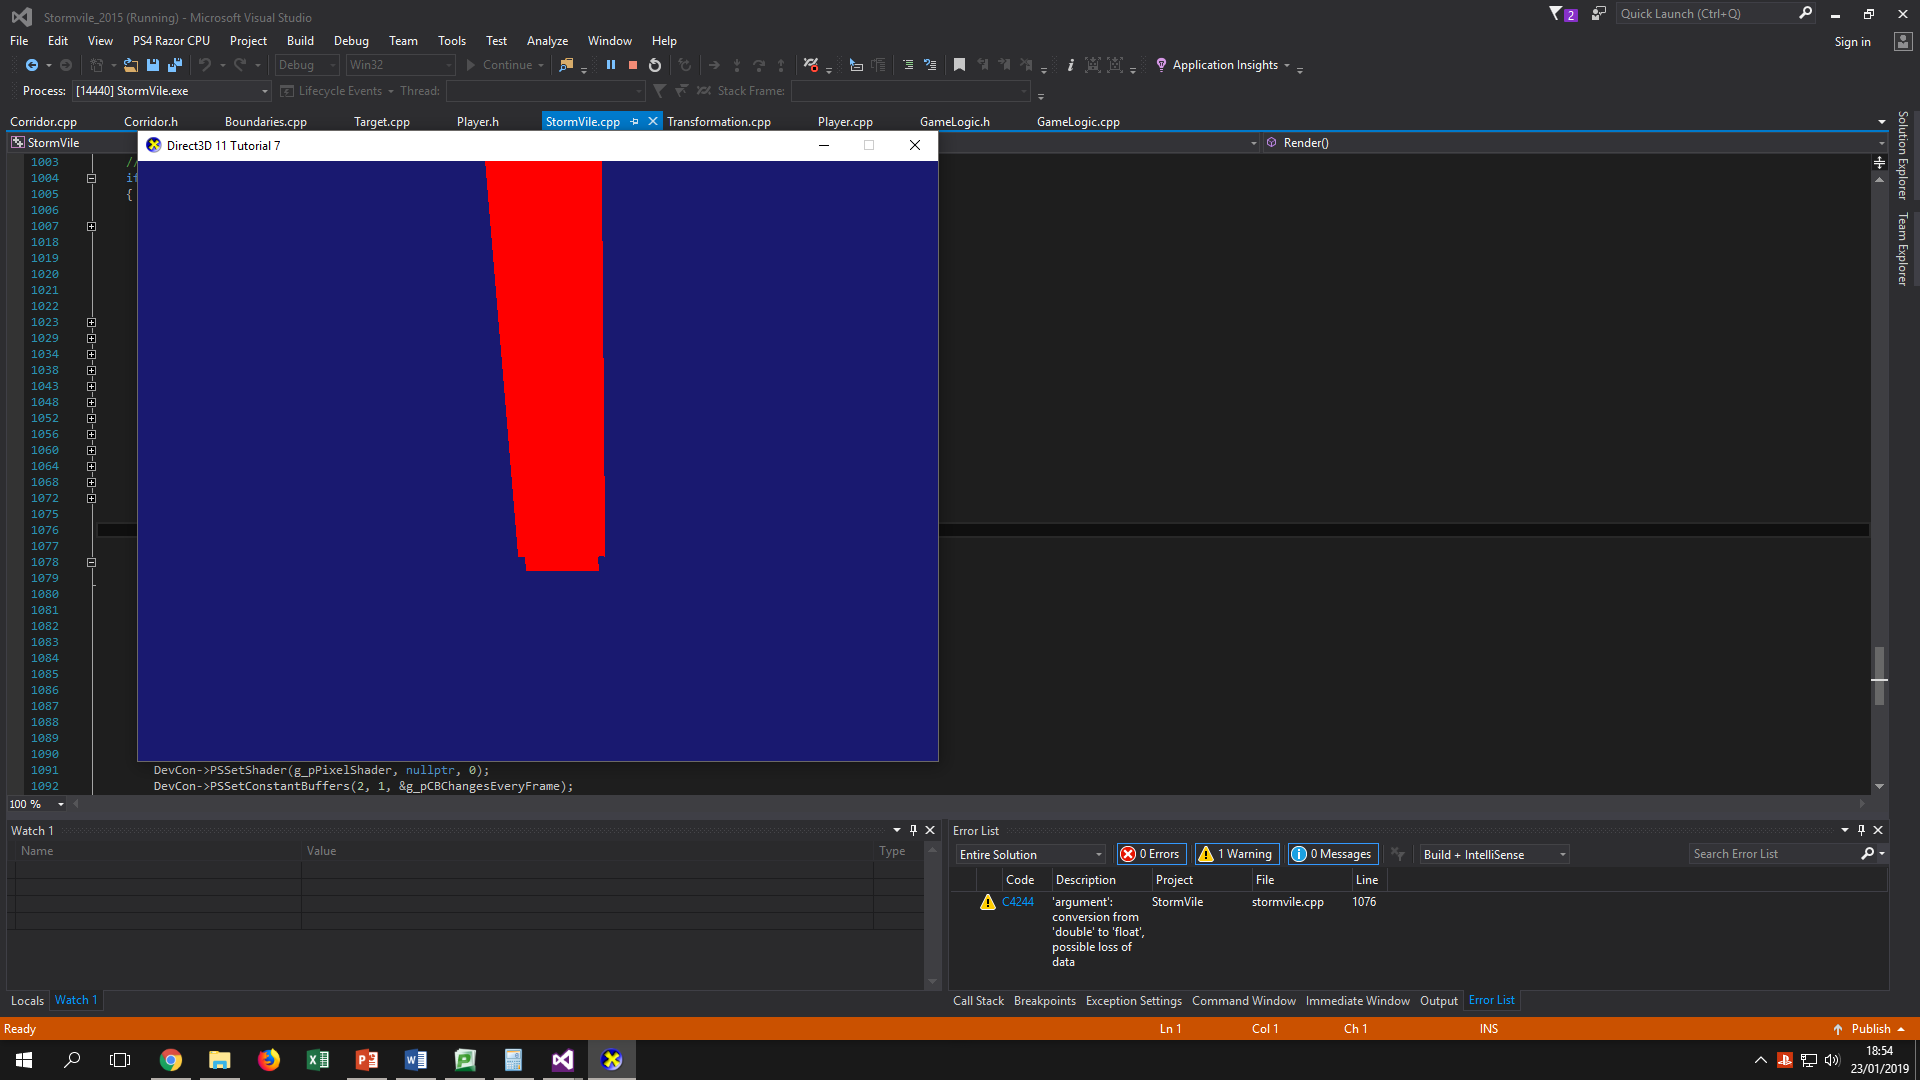 Stormvile_2015 (Running) - Microsoft Visual Studio
2
Quick Launch (Ctrl+Q)
File Edit View PS4 Razor CPU Project Build Debug Team Tools Test Analyze Window Help
Sign in
Debug Win32 Continue Application Insights
Process: [14440] StormVile.exe Lifecycle Events Thread: Stack Frame:
Corridor.cpp Corridor.h Boundaries.cpp Target.cpp Player.h StormVile.cpp Transformation.cpp Player.cpp GameLogic.h GameLogic.cpp
StormVile
Render()
Direct3D 11 Tutorial 7
Solution Explorer
Team Explorer
1003 //
1004 if
1005 {
1006
1007
1018
1019
1020
1021
1022
1023
1029
1034
1038
1043
1048
1052
1056
1060
1064
1068
1072
1075
1076
1077
1078
1079
1080
1081
1082
1083
1084
1085
1086
1087
1088
1089
1090
1091 DevCon->PSSetShader(g_pPixelShader, nullptr, 0);
1092 DevCon->PSSetConstantBuffers(2, 1, &g_pCBChangesEveryFrame);
100 %
Watch 1
Name Value Type
Locals Watch 1
Error List
Entire Solution 0 Errors 1 Warning 0 Messages Build + IntelliSense Search Error List
Code Description Project File Line
C4244 'argument': StormVile stormvile.cpp 1076
conversion from
'double' to 'float',
possible loss of
data
Call Stack Breakpoints Exception Settings Command Window Immediate Window Output Error List
Ready Ln 1 Col 1 Ch 1 INS Publish
18:54
23/01/2019